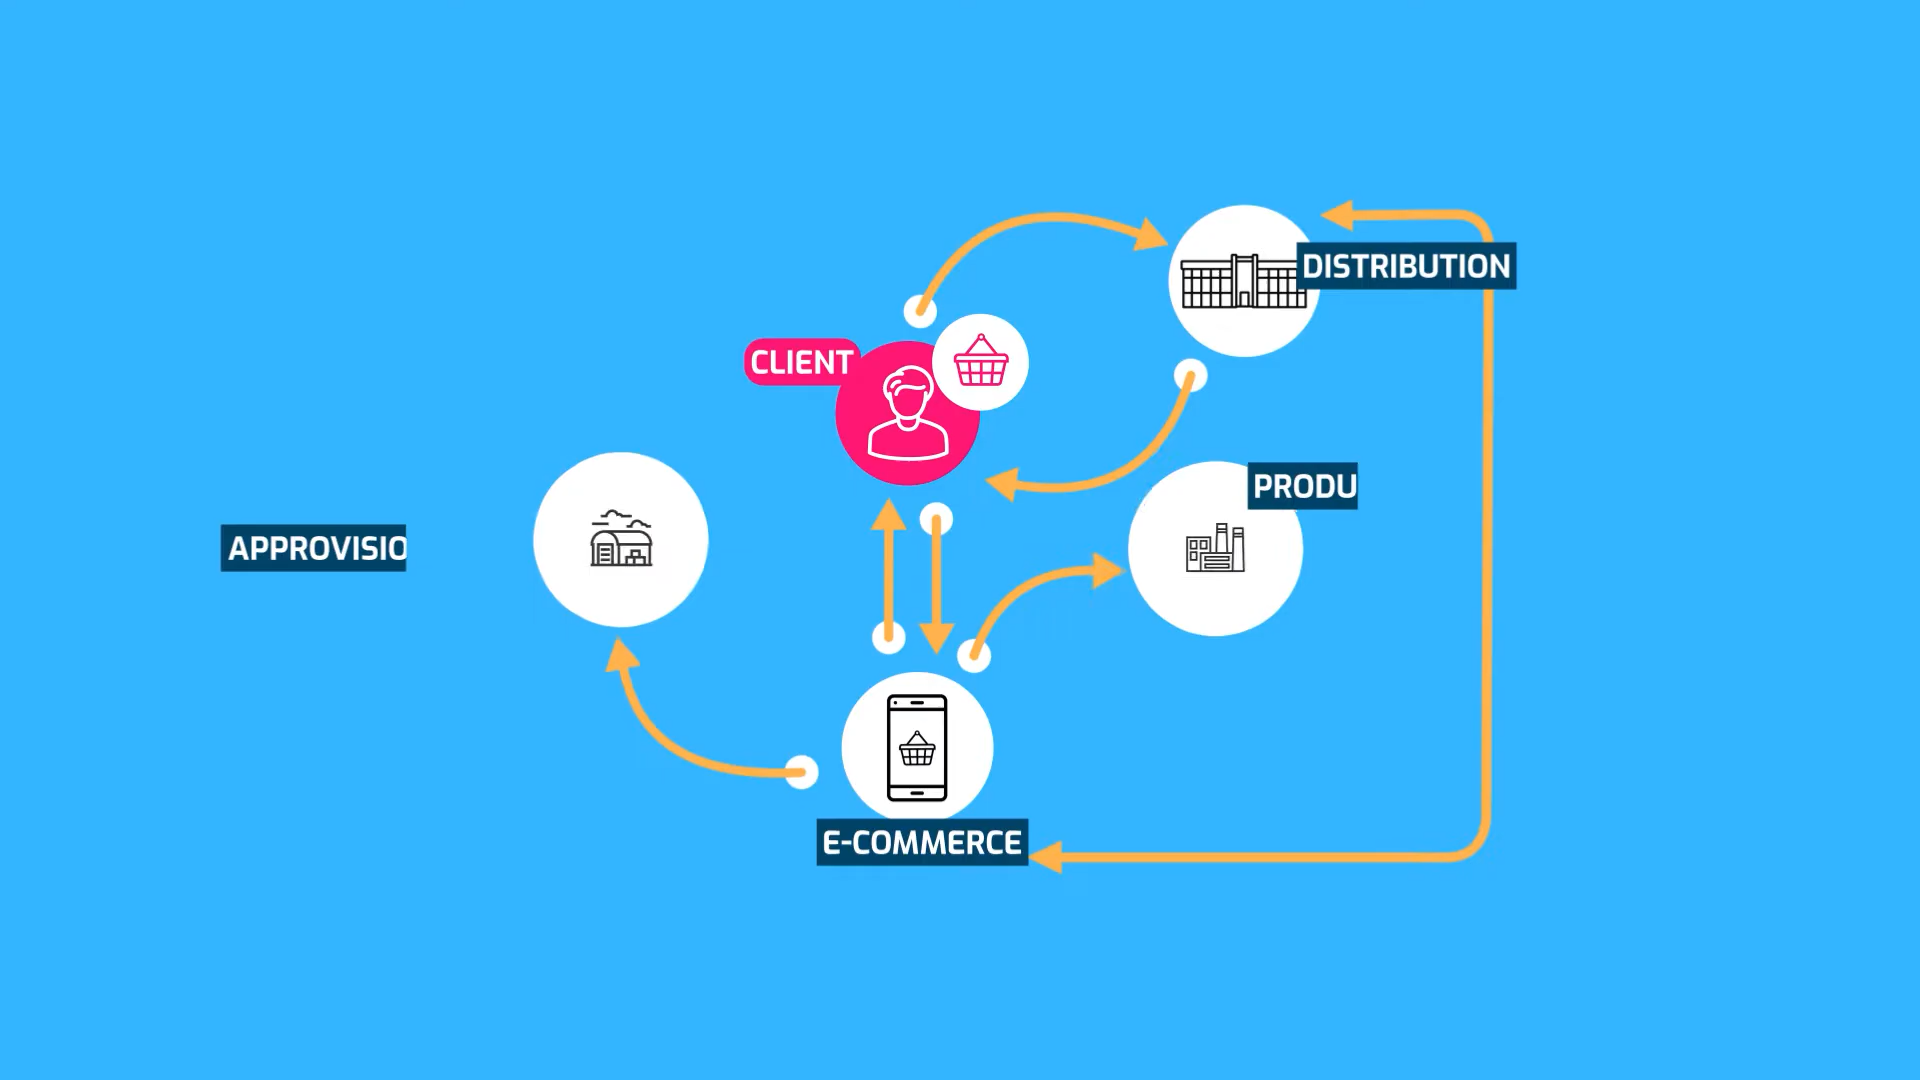 DISTRIBUTION
CLIENT
PRODU
APPROVISIO
E-COMMERCE